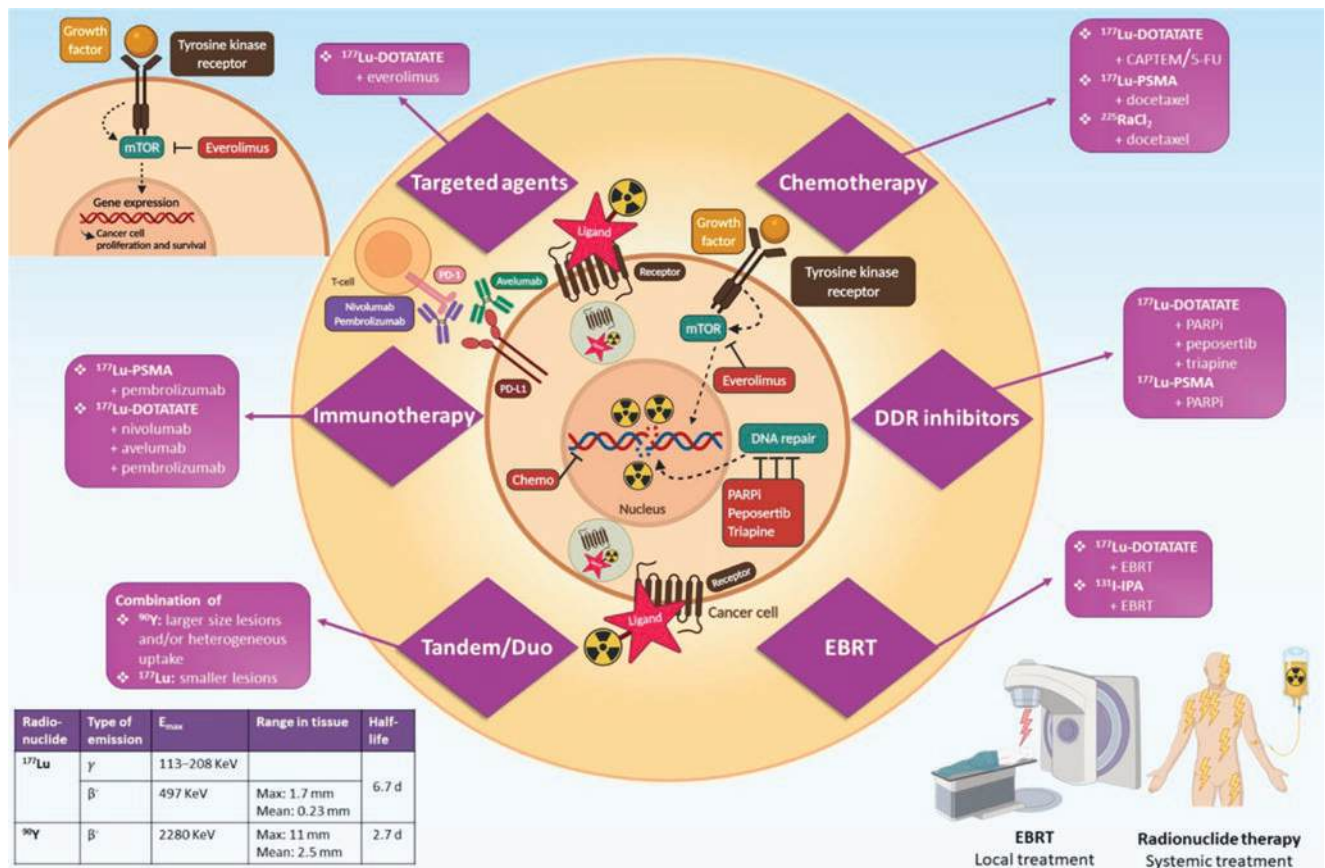 Growth
factor
Tyrosine kinase
receptor
mTOR
Everolimus
Gene expression
Cancer cell
proliferation and survival
❖ ¹⁷⁷Lu-DOTATATE
+ everolimus
❖ ¹⁷⁷Lu-DOTATATE
+ CAPTEM/5-FU
❖ ¹⁷⁷Lu-PSMA
+ docetaxel
❖ ²²⁵RaCl₂
+ docetaxel
Targeted agents
Chemotherapy
Ligand
Receptor
Growth
factor
Tyrosine kinase
receptor
mTOR
Everolimus
T-cell
PD-1
Avelumab
Nivolumab
Pembrolizumab
PD-L1
❖ ¹⁷⁷Lu-PSMA
+ pembrolizumab
❖ ¹⁷⁷Lu-DOTATATE
+ nivolumab
+ avelumab
+ pembrolizumab
Immunotherapy
DDR inhibitors
¹⁷⁷Lu-DOTATATE
+ PARPi
+ peposertib
+ triapine
¹⁷⁷Lu-PSMA
+ PARPi
DNA repair
Chemo
Nucleus
PARPi
Peposertib
Triapine
Receptor
Ligand
Cancer cell
Combination of
❖ ⁹⁰Y: larger size lesions
and/or heterogeneous
uptake
❖ ¹⁷⁷Lu: smaller lesions
Tandem/Duo
EBRT
❖ ¹⁷⁷Lu-DOTATATE
+ EBRT
❖ ¹³¹I-IPA
+ EBRT
Radio-
nuclide
Type of
emission
Eₘₐₓ
Range in tissue
Half-
life
¹⁷⁷Lu
γ
113–208 KeV
6.7 d
β⁻
497 KeV
Max: 1.7 mm
Mean: 0.23 mm
⁹⁰Y
β⁻
2280 KeV
Max: 11 mm
Mean: 2.5 mm
2.7 d
EBRT
Local treatment
Radionuclide therapy
Systemic treatment